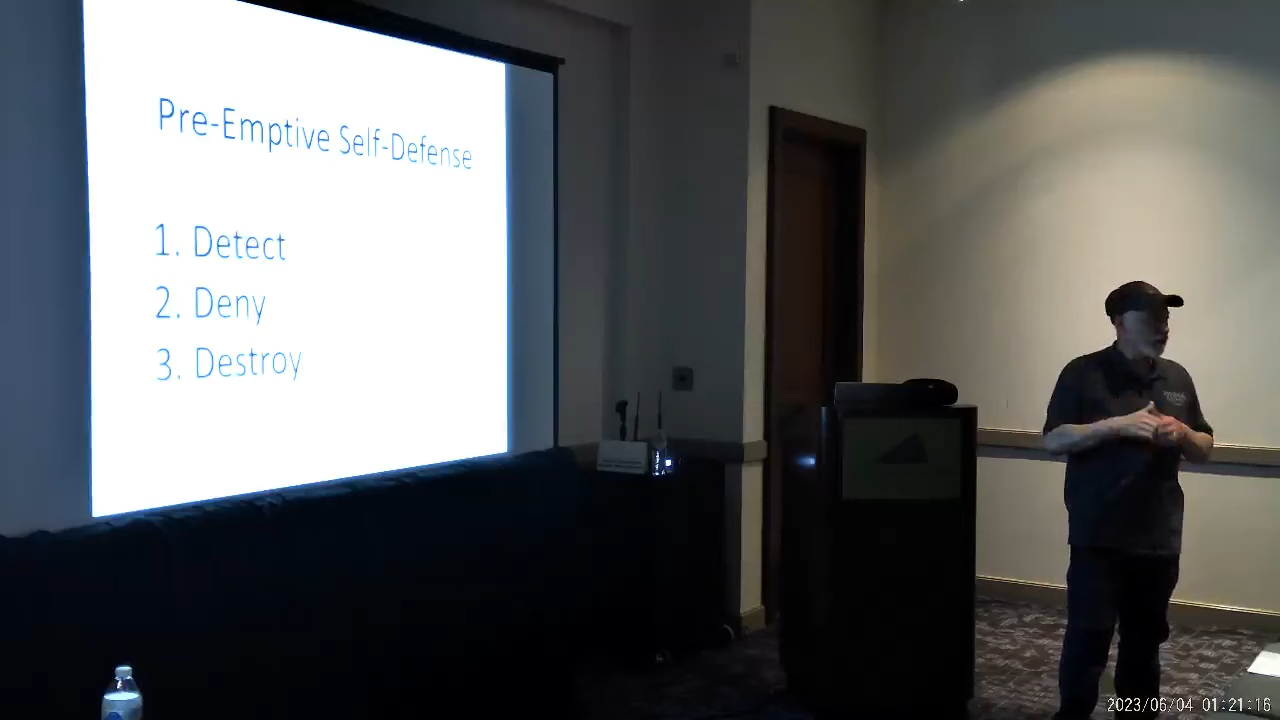 Pre-Emptive Self-Defense
1. Detect
2. Deny
3. Destroy
2023/06/04 01:21:16